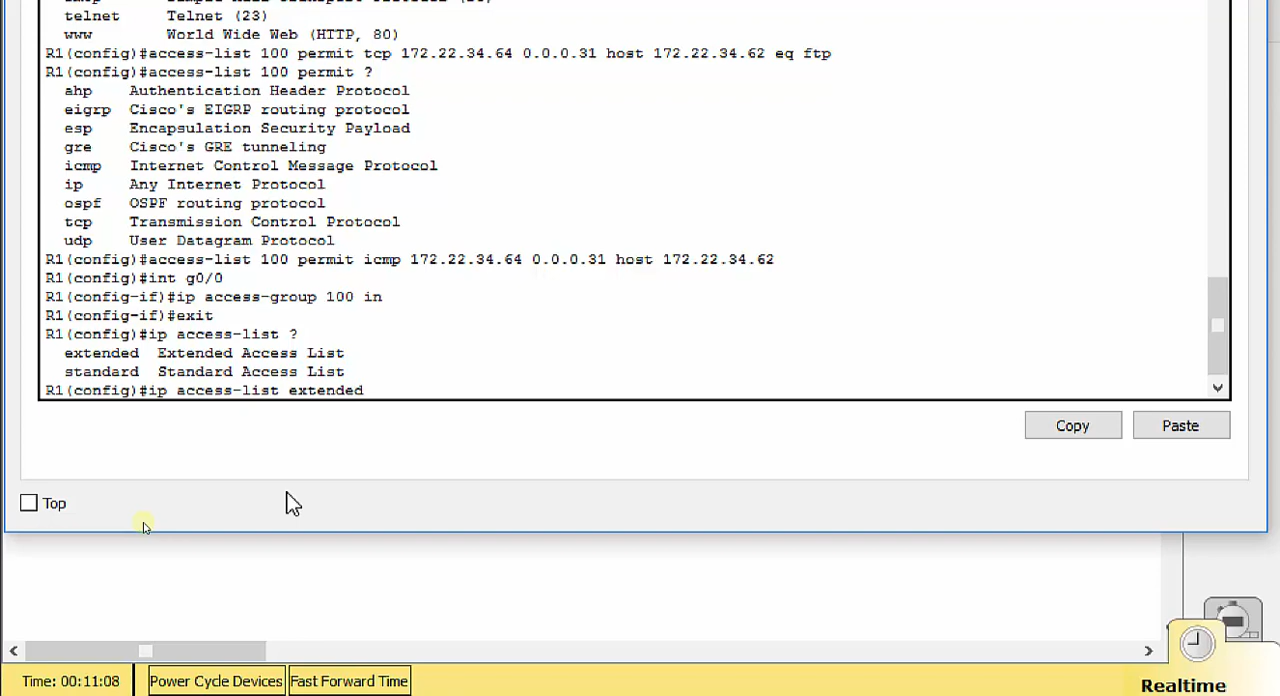 telnet Telnet (23)
www World Wide Web (HTTP, 80)
R1(config)#access-list 100 permit tcp 172.22.34.64 0.0.0.31 host 172.22.34.62 eq ftp
R1(config)#access-list 100 permit ?
ahp Authentication Header Protocol
eigrp Cisco's EIGRP routing protocol
esp Encapsulation Security Payload
gre Cisco's GRE tunneling
icmp Internet Control Message Protocol
ip Any Internet Protocol
ospf OSPF routing protocol
tcp Transmission Control Protocol
udp User Datagram Protocol
R1(config)#access-list 100 permit icmp 172.22.34.64 0.0.0.31 host 172.22.34.62
R1(config)#int g0/0
R1(config-if)#ip access-group 100 in
R1(config-if)#exit
R1(config)#ip access-list ?
extended Extended Access List
standard Standard Access List
R1(config)#ip access-list extended
Copy Paste
Top
Time: 00:11:08 Power Cycle Devices Fast Forward Time
Realtime